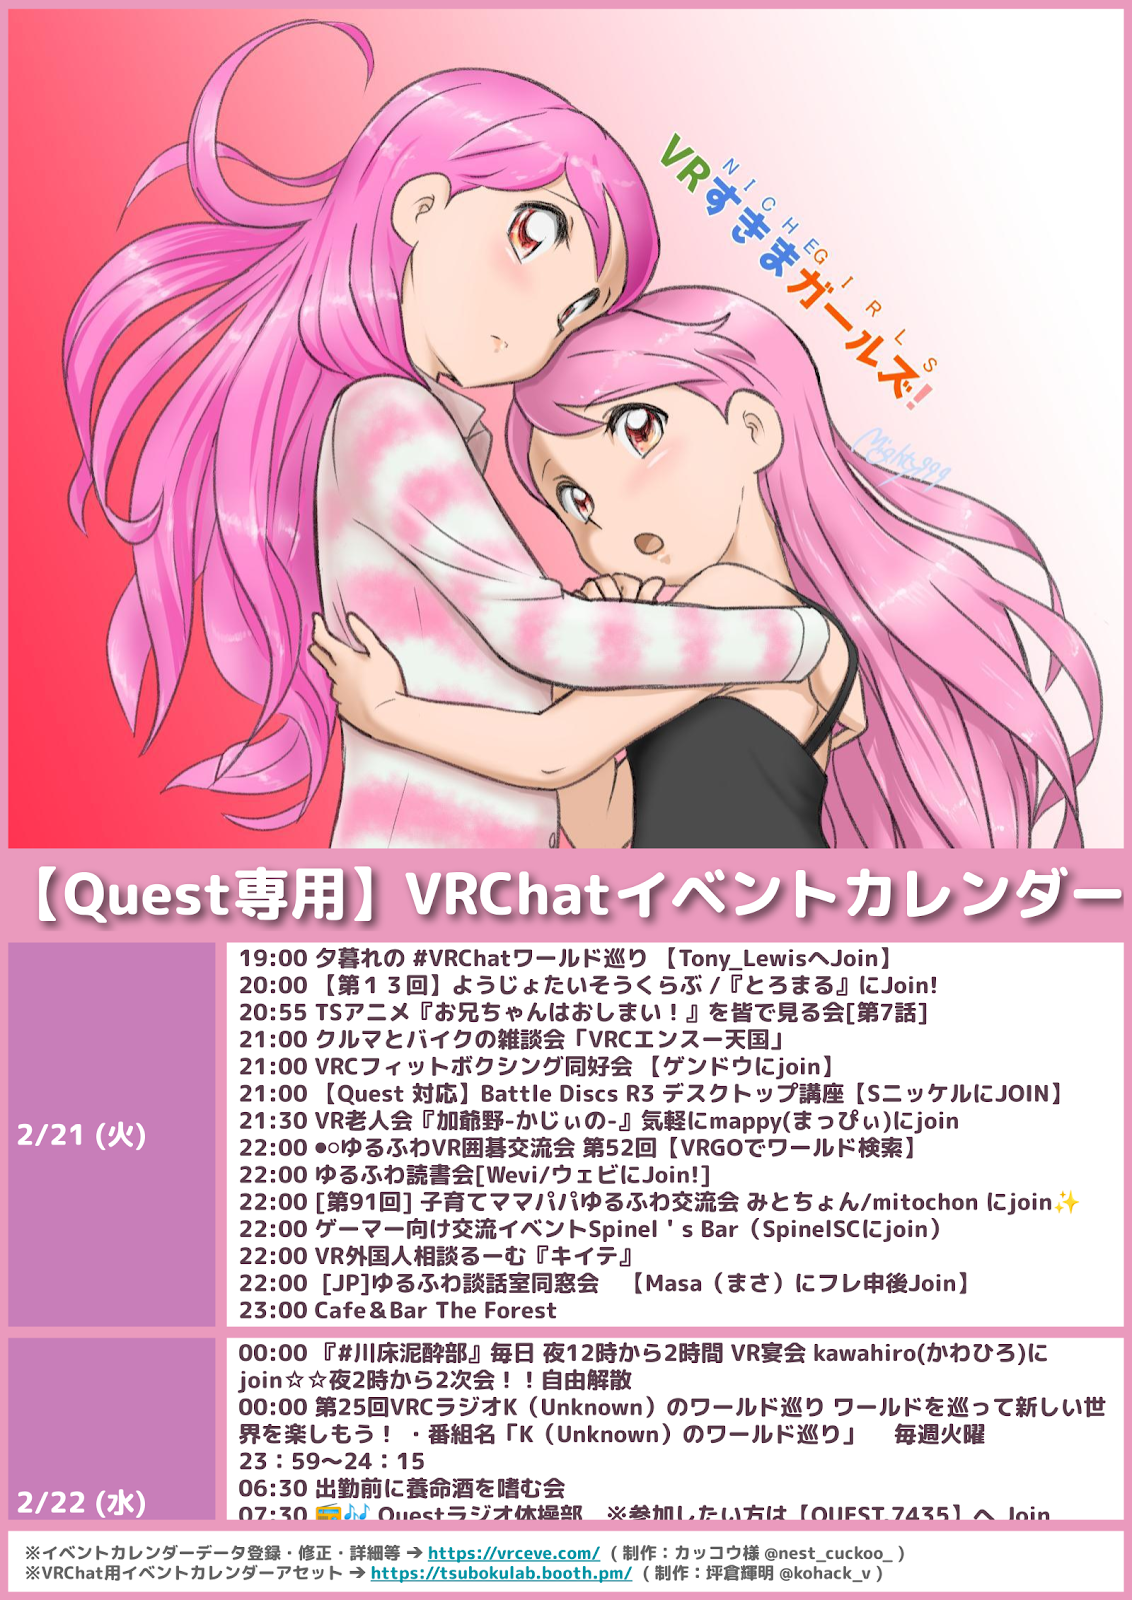 VRすきまガールズ!
NICHE GIRLS
Mighty999
【Quest専用】VRChatイベントカレンダー
2/21 (火)
19:00 夕暮れの #VRChatワールド巡り 【Tony_LewisへJoin】
20:00 【第１３回】ようじょたいそうくらぶ /『とろまる』にJoin!
20:55 TSアニメ『お兄ちゃんはおしまい！』を皆で見る会[第7話]
21:00 クルマとバイクの雑談会「VRCエンスー天国」
21:00 VRCフィットボクシング同好会 【ゲンドウにjoin】
21:00 【Quest 対応】Battle Discs R3 デスクトップ講座【SニッケルにJOIN】
21:30 VR老人会『加爺野-かじぃの-』気軽にmappy(まっぴぃ)にjoin
22:00 ●○ゆるふわVR囲碁交流会 第52回【VRGOでワールド検索】
22:00 ゆるふわ読書会[Wevi/ウェビにJoin!]
22:00 [第91回] 子育てママパパゆるふわ交流会 みとちょん/mitochon にjoin✨
22:00 ゲーマー向け交流イベントSpinel＇s Bar（SpinelSCにjoin）
22:00 VR外国人相談るーむ『キイテ』
22:00 [JP]ゆるふわ談話室同窓会　【Masa（まさ）にフレ申後Join】
23:00 Cafe＆Bar The Forest
2/22 (水)
00:00 『#川床泥酔部』毎日 夜12時から2時間 VR宴会 kawahiro(かわひろ)に
join☆☆夜2時から2次会！！自由解散
00:00 第25回VRCラジオK（Unknown）のワールド巡り ワールドを巡って新しい世
界を楽しもう！ ・番組名「K（Unknown）のワールド巡り」　毎週火曜
23：59～24：15
06:30 出勤前に養命酒を嗜む会
07:30 📻🎶 Questラジオ体操部　※参加したい方は【QUEST.7435】へ Join
※イベントカレンダーデータ登録・修正・詳細等 ➔ https://vrceve.com/ ( 制作：カッコウ様 @nest_cuckoo_ )
※VRChat用イベントカレンダーアセット ➔ https://tsubokulab.booth.pm/ ( 制作：坪倉輝明 @kohack_v )